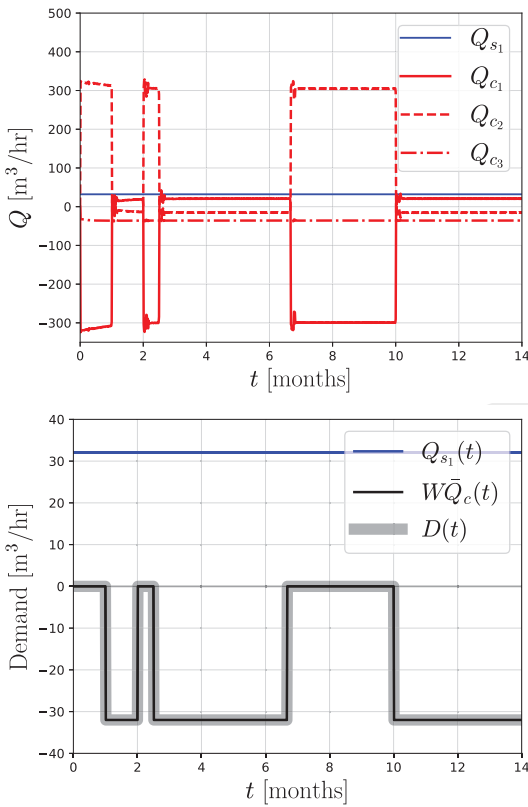 Q [m³/hr]
500
400
300
200
100
0
−100
−200
−300
0 2 4 6 8 10 12 14
t [months]
Q_{s_1}
Q_{c_1}
Q_{c_2}
Q_{c_3}
Demand [m³/hr]
40
30
20
10
0
−10
−20
−30
−40
0 2 4 6 8 10 12 14
t [months]
Q_{s_1}(t)
WQ̄_c(t)
D(t)